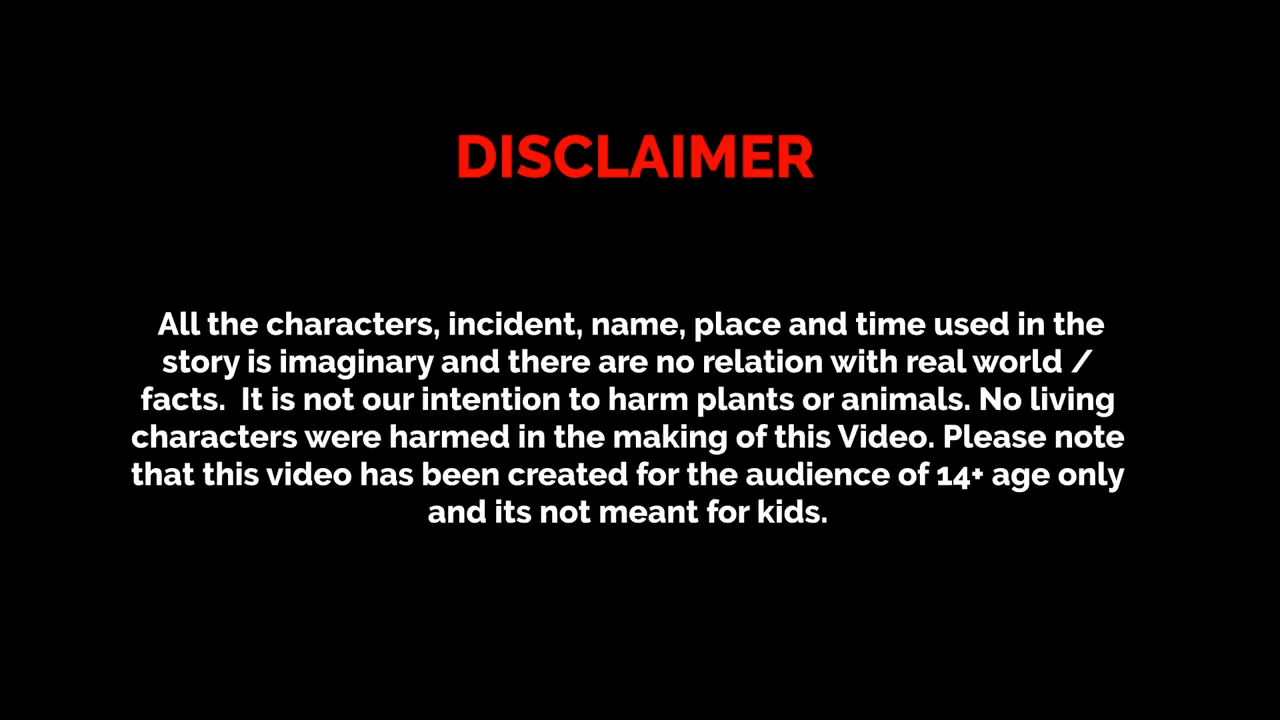 DISCLAIMER
All the characters, incident, name, place and time used in the
story is imaginary and there are no relation with real world /
facts.  It is not our intention to harm plants or animals. No living
characters were harmed in the making of this Video. Please note
that this video has been created for the audience of 14+ age only
and its not meant for kids.